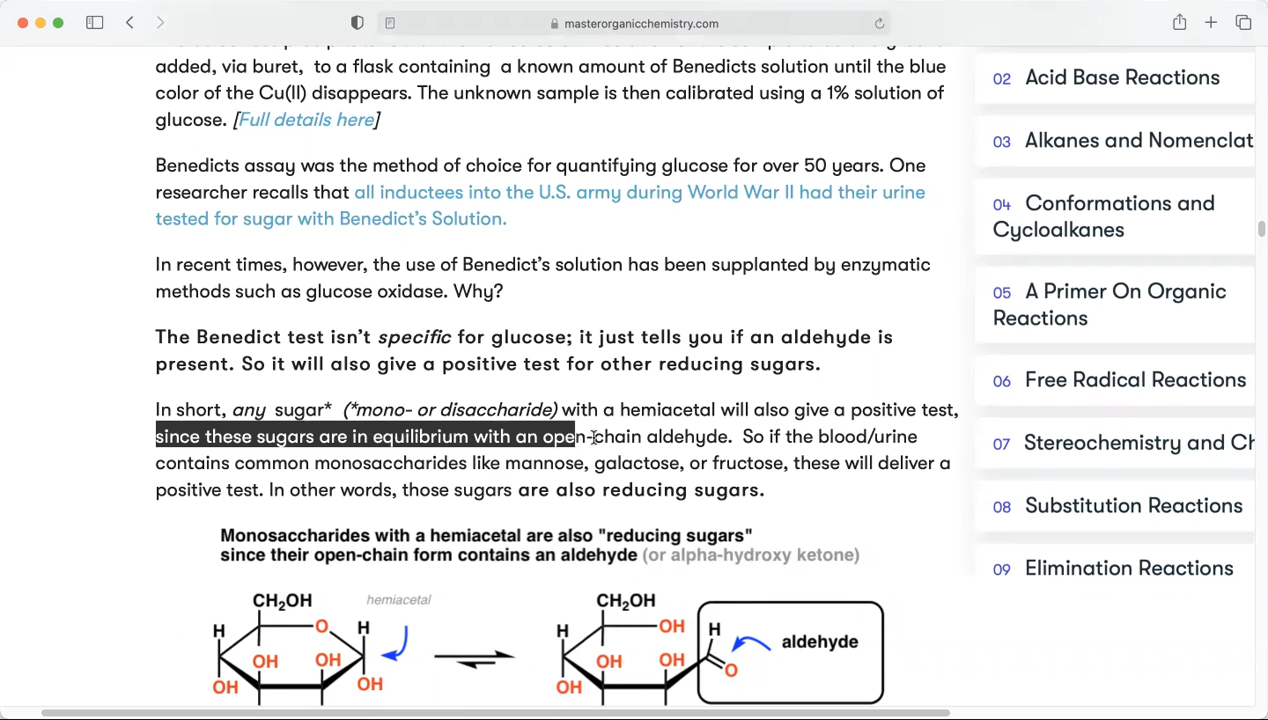 masterorganicchemistry.com
added, via buret, to a flask containing a known amount of Benedicts solution until the blue
color of the Cu(II) disappears. The unknown sample is then calibrated using a 1% solution of
glucose. [Full details here]
Benedicts assay was the method of choice for quantifying glucose for over 50 years. One
researcher recalls that all inductees into the U.S. army during World War II had their urine
tested for sugar with Benedict's Solution.
In recent times, however, the use of Benedict's solution has been supplanted by enzymatic
methods such as glucose oxidase. Why?
The Benedict test isn't specific for glucose; it just tells you if an aldehyde is
present. So it will also give a positive test for other reducing sugars.
In short, any sugar* (*mono- or disaccharide) with a hemiacetal will also give a positive test,
since these sugars are in equilibrium with an open-chain aldehyde. So if the blood/urine
contains common monosaccharides like mannose, galactose, or fructose, these will deliver a
positive test. In other words, those sugars are also reducing sugars.
Monosaccharides with a hemiacetal are also "reducing sugars"
since their open-chain form contains an aldehyde (or alpha-hydroxy ketone)
CH2OH hemiacetal
H O H
OH OH
OH OH
CH2OH
H OH H
aldehyde
OH OH O
OH
02 Acid Base Reactions
03 Alkanes and Nomenclat
04 Conformations and
Cycloalkanes
05 A Primer On Organic
Reactions
06 Free Radical Reactions
07 Stereochemistry and Ch
08 Substitution Reactions
09 Elimination Reactions